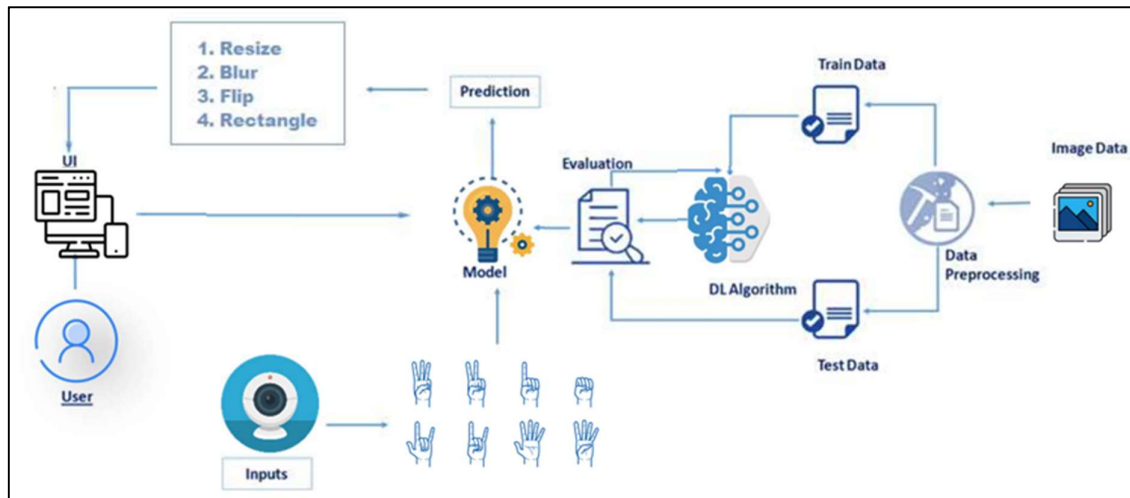 1. Resize
2. Blur
3. Flip
4. Rectangle
Prediction
Train Data
UI
Evaluation
Image Data
Model
DL Algorithm
Data
Preprocessing
User
Test Data
Inputs